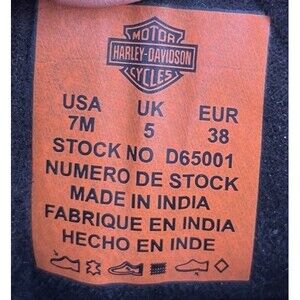 MOTOR
HARLEY-DAVIDSON
CYCLES
USA UK EUR
7M 5 38
STOCK NO D65001
NUMERO DE STOCK
MADE IN INDIA
FABRIQUE EN INDIA
HECHO EN INDE